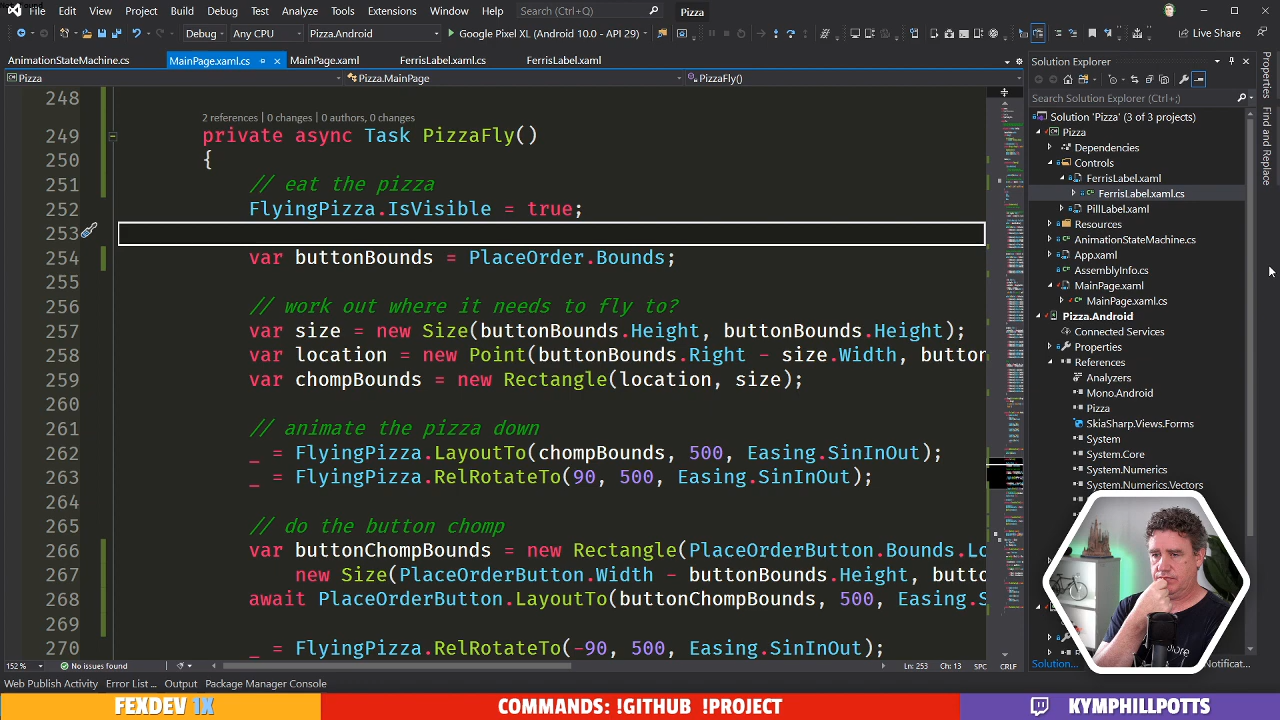 File Edit View Git Project Build Debug Test Analyze Tools Extensions Window Help Search (Ctrl+Q) Pizza
Debug Any CPU Pizza.Android Google Pixel XL (Android 10.0 - API 29) Live Share
AnimationStateMachine.cs MainPage.xaml.cs MainPage.xaml FerrisLabel.xaml.cs FerrisLabel.xaml
Pizza Pizza.MainPage PizzaFly()
248
2 references | 0 changes | 0 authors, 0 changes
249 private async Task PizzaFly()
250 {
251 // eat the pizza
252 FlyingPizza.IsVisible = true;
253
254 var buttonBounds = PlaceOrder.Bounds;
255
256 // work out where it needs to fly to?
257 var size = new Size(buttonBounds.Height, buttonBounds.Height);
258 var location = new Point(buttonBounds.Right - size.Width, button
259 var chompBounds = new Rectangle(location, size);
260
261 // animate the pizza down
262 _ = FlyingPizza.LayoutTo(chompBounds, 500, Easing.SinInOut);
263 _ = FlyingPizza.RelRotateTo(90, 500, Easing.SinInOut);
264
265 // do the button chomp
266 var buttonChompBounds = new Rectangle(PlaceOrderButton.Bounds.Lo
267 new Size(PlaceOrderButton.Width - buttonBounds.Height, butto
268 await PlaceOrderButton.LayoutTo(buttonChompBounds, 500, Easing.S
269
270 _ = FlyingPizza.RelRotateTo(-90, 500, Easing.SinInOut);
152 % No issues found Ln: 253 Ch: 13 SPC CRLF
Web Publish Activity Error List ... Output Package Manager Console
Solution Explorer
Search Solution Explorer (Ctrl+;)
Solution 'Pizza' (3 of 3 projects)
Pizza
Dependencies
Controls
FerrisLabel.xaml
FerrisLabel.xaml.cs
PillLabel.xaml
Resources
AnimationStateMachine.cs
App.xaml
AssemblyInfo.cs
MainPage.xaml
MainPage.xaml.cs
Pizza.Android
Connected Services
Properties
References
Analyzers
Mono.Android
Pizza
SkiaSharp.Views.Forms
System
System.Core
System.Numerics
System.Numerics.Vectors
Solution... Notificat...
Properties
Find and Replace
FEXDEV 1X
COMMANDS: !GITHUB !PROJECT
KYMPHILLPOTTS